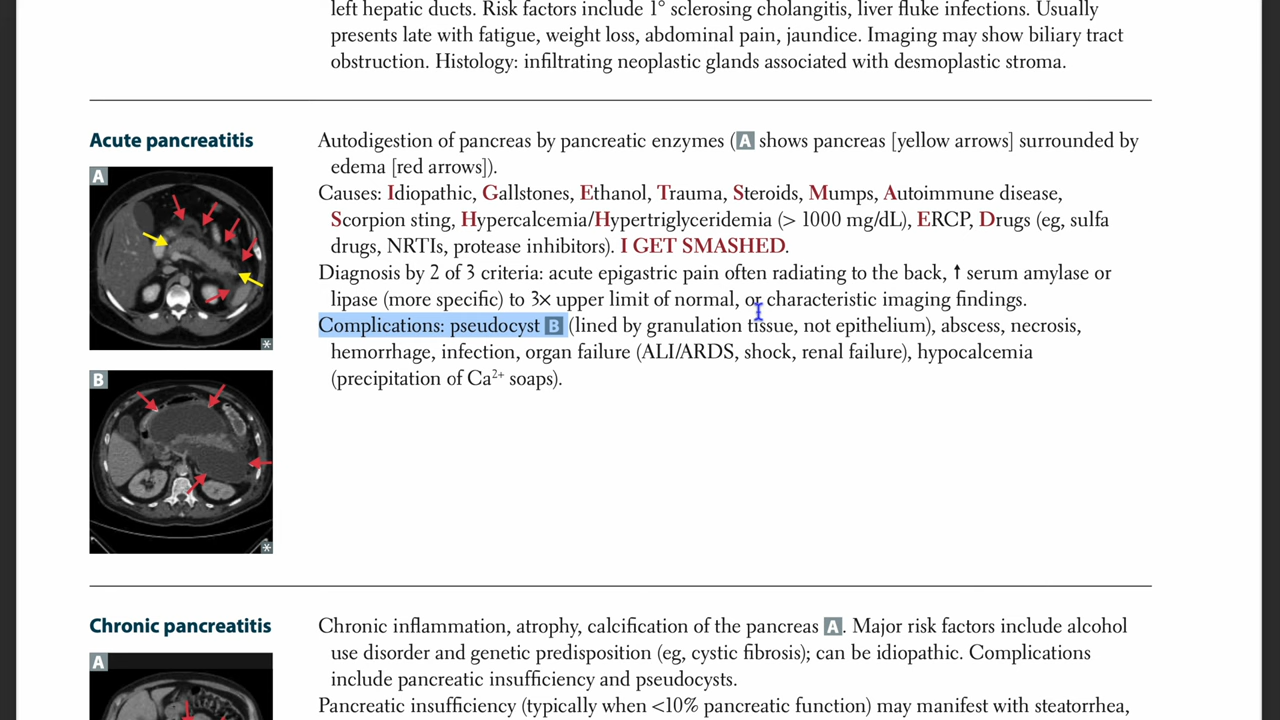 left hepatic ducts. Risk factors include 1° sclerosing cholangitis, liver fluke infections. Usually
presents late with fatigue, weight loss, abdominal pain, jaundice. Imaging may show biliary tract
obstruction. Histology: infiltrating neoplastic glands associated with desmoplastic stroma.
Acute pancreatitis
Autodigestion of pancreas by pancreatic enzymes (A shows pancreas [yellow arrows] surrounded by
edema [red arrows]).
Causes: Idiopathic, Gallstones, Ethanol, Trauma, Steroids, Mumps, Autoimmune disease,
Scorpion sting, Hypercalcemia/Hypertriglyceridemia (> 1000 mg/dL), ERCP, Drugs (eg, sulfa
drugs, NRTIs, protease inhibitors). I GET SMASHED.
Diagnosis by 2 of 3 criteria: acute epigastric pain often radiating to the back, ↑ serum amylase or
lipase (more specific) to 3× upper limit of normal, or characteristic imaging findings.
Complications: pseudocyst B (lined by granulation tissue, not epithelium), abscess, necrosis,
hemorrhage, infection, organ failure (ALI/ARDS, shock, renal failure), hypocalcemia
(precipitation of Ca²⁺ soaps).
A
*
B
*
Chronic pancreatitis
Chronic inflammation, atrophy, calcification of the pancreas A. Major risk factors include alcohol
use disorder and genetic predisposition (eg, cystic fibrosis); can be idiopathic. Complications
include pancreatic insufficiency and pseudocysts.
Pancreatic insufficiency (typically when <10% pancreatic function) may manifest with steatorrhea,
A